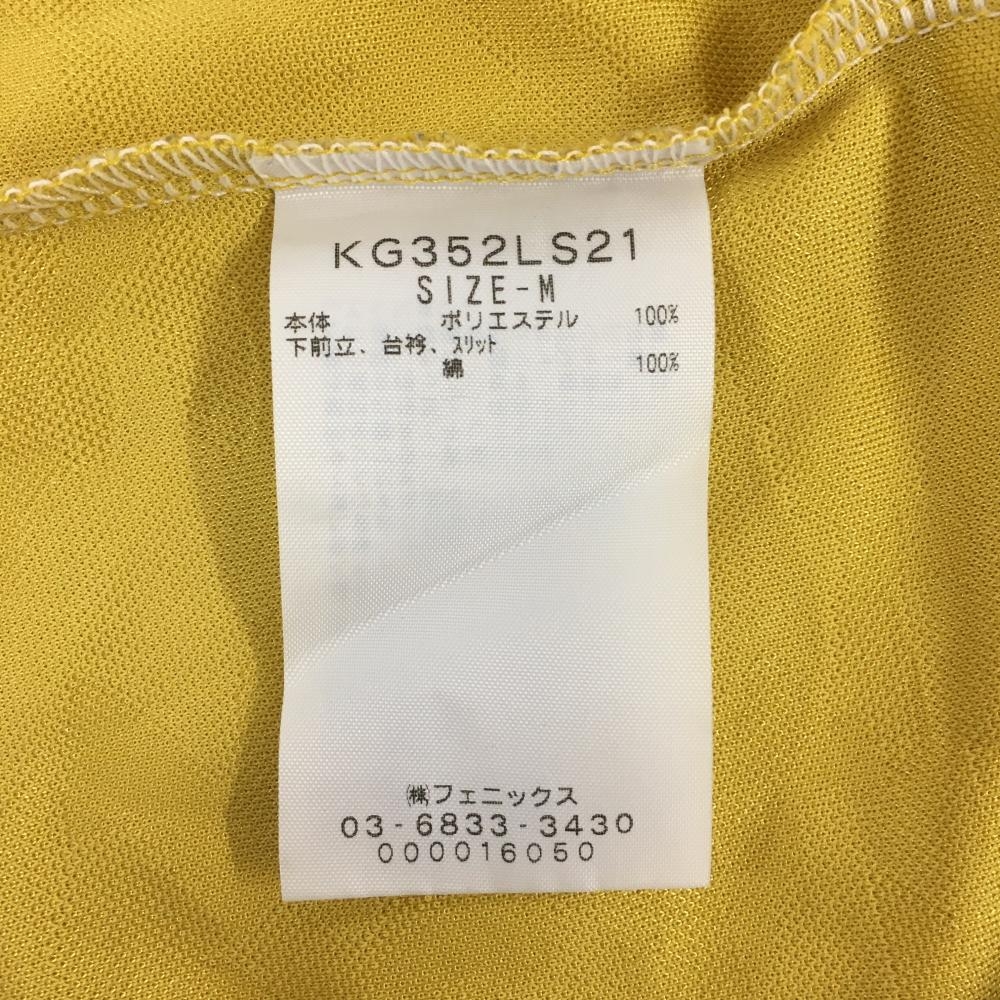 KG352LS21
SIZE-M
本体 ポリエステル 100%
下前立、台衿、ｽﾘｯﾄ
綿 100%
㈱フェニックス
03-6833-3430
000016050